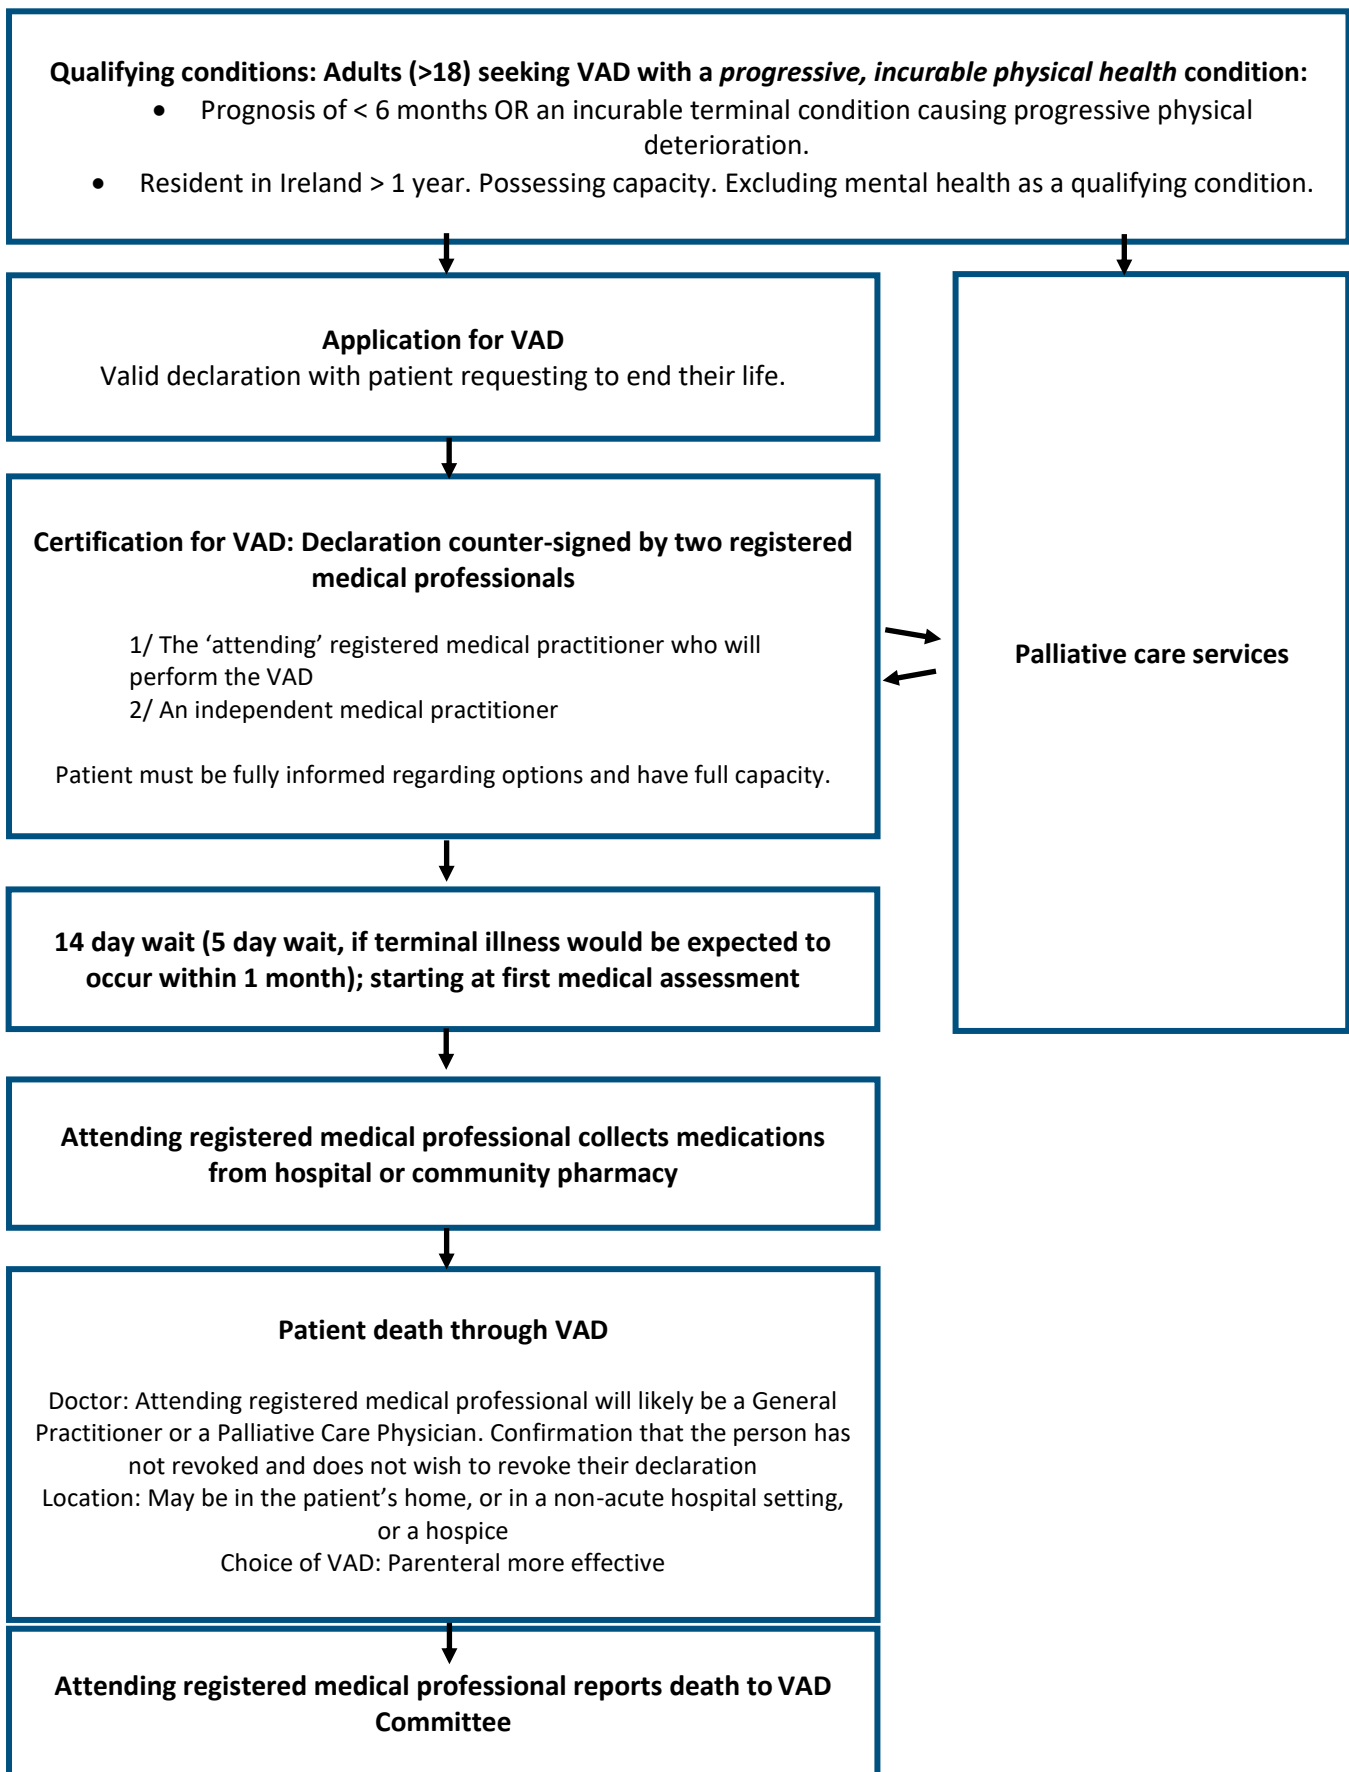 Qualifying conditions: Adults (>18) seeking VAD with a progressive, incurable physical health condition:
• Prognosis of < 6 months OR an incurable terminal condition causing progressive physical
deterioration.
• Resident in Ireland > 1 year. Possessing capacity. Excluding mental health as a qualifying condition.
Application for VAD
Valid declaration with patient requesting to end their life.
Certification for VAD: Declaration counter-signed by two registered
medical professionals
1/ The ‘attending’ registered medical practitioner who will
perform the VAD
2/ An independent medical practitioner
Patient must be fully informed regarding options and have full capacity.
Palliative care services
14 day wait (5 day wait, if terminal illness would be expected to
occur within 1 month); starting at first medical assessment
Attending registered medical professional collects medications
from hospital or community pharmacy
Patient death through VAD
Doctor: Attending registered medical professional will likely be a General
Practitioner or a Palliative Care Physician. Confirmation that the person has
not revoked and does not wish to revoke their declaration
Location: May be in the patient’s home, or in a non-acute hospital setting,
or a hospice
Choice of VAD: Parenteral more effective
Attending registered medical professional reports death to VAD
Committee